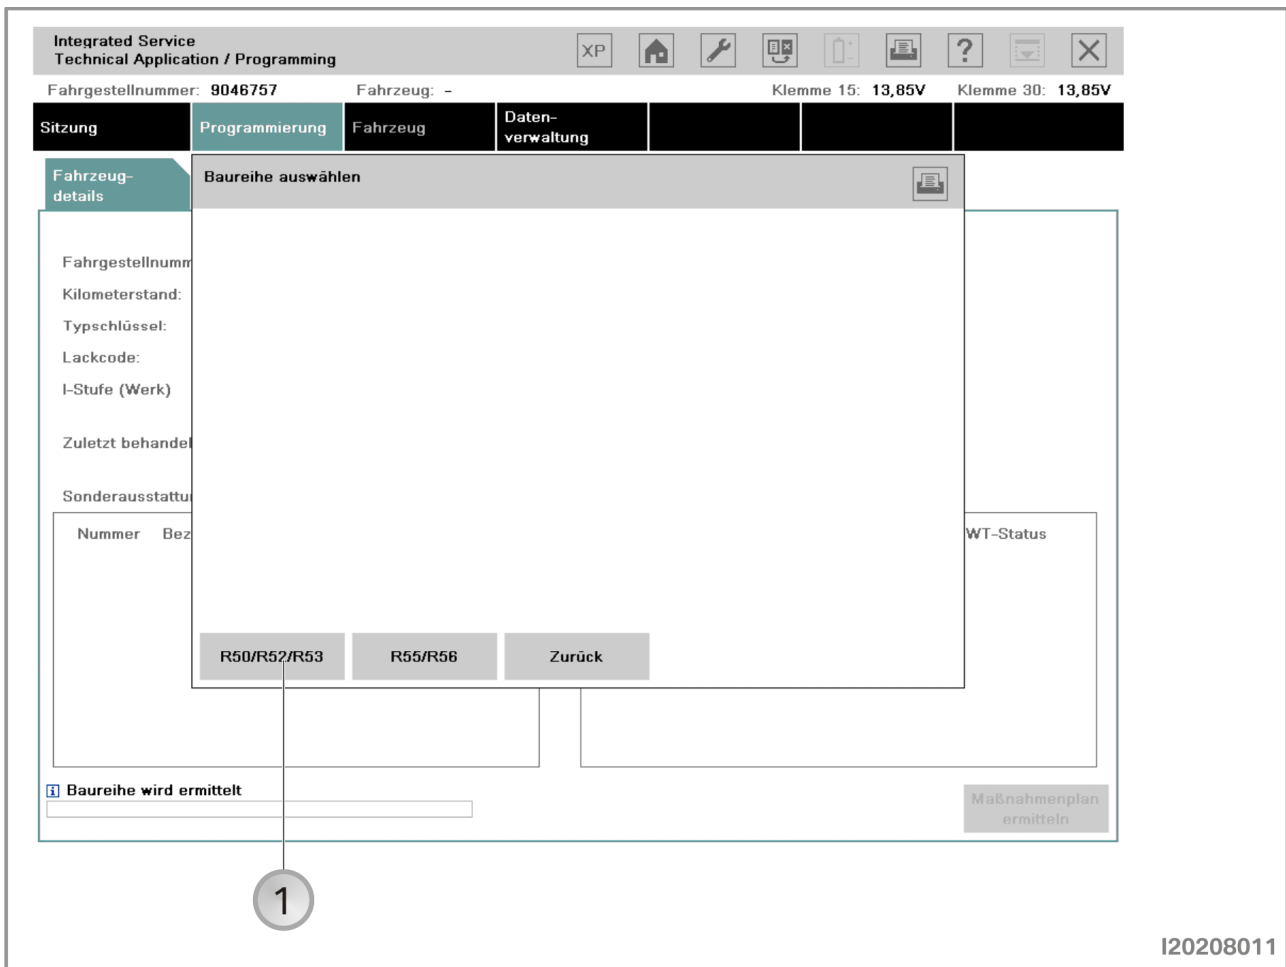 Integrated Service
Technical Application / Programming
XP
Fahrgestellnummer: 9046757 Fahrzeug: - Klemme 15: 13,85V Klemme 30: 13,85V
Sitzung
Programmierung
Fahrzeug
Daten-
verwaltung
Fahrzeug-
details
Baureihe auswählen
Fahrgestellnumm
Kilometerstand:
Typschlüssel:
Lackcode:
I-Stufe (Werk)
Zuletzt behandel
Sonderausstattu
Nummer Bez
WT-Status
R50/R52/R53
R55/R56
Zurück
Baureihe wird ermittelt
Maßnahmenplan
ermitteln
1
I20208011